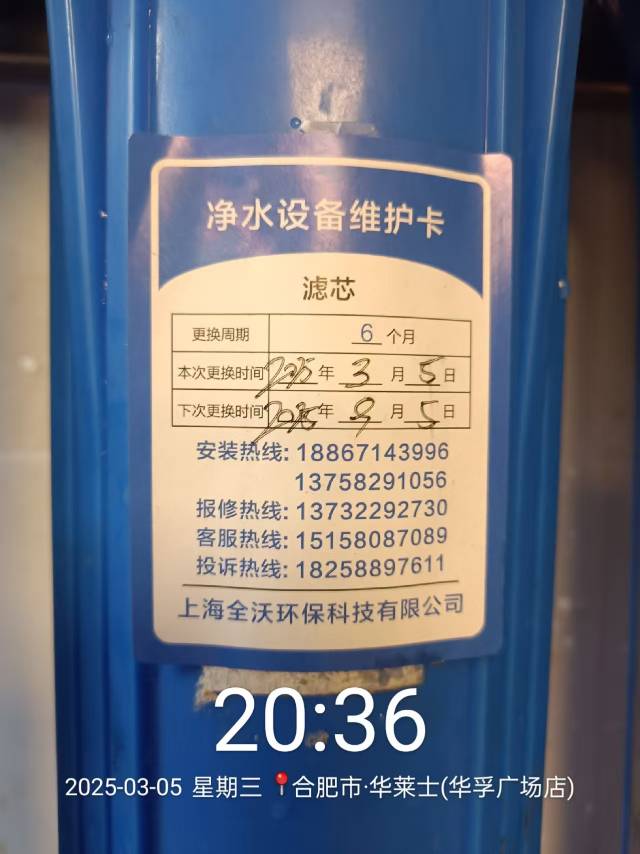 净水设备维护卡
滤芯
更换周期 6 个月
本次更换时间 2025 年 3 月 5 日
下次更换时间 2025 年 9 月 5 日
安装热线: 18867143996
13758291056
报修热线: 13732292730
客服热线: 15158087089
投诉热线: 18258897611
上海全沃环保科技有限公司
20:36
2025-03-05 星期三 📍合肥市·华莱士(华孚广场店)